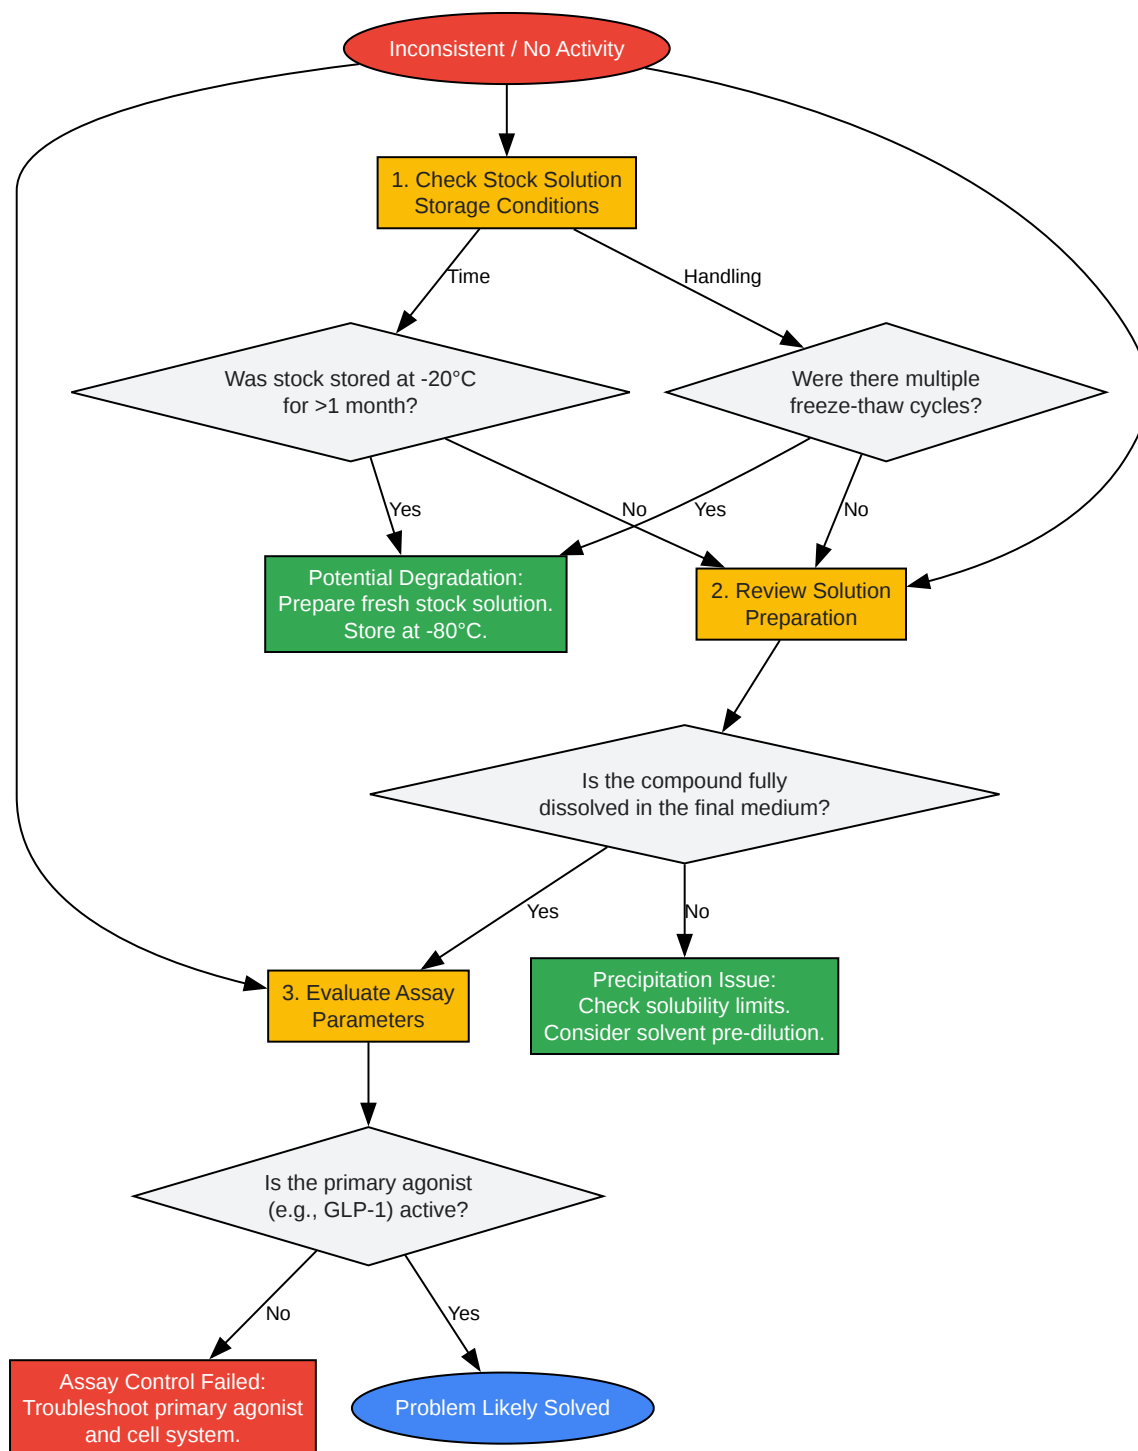 Inconsistent / No Activity
1. Check Stock Solution
Storage Conditions
Time
Handling
Was stock stored at -20°C
for >1 month?
Were there multiple
freeze-thaw cycles?
Yes
No
Yes
No
Potential Degradation:
Prepare fresh stock solution.
Store at -80°C.
2. Review Solution
Preparation
Is the compound fully
dissolved in the final medium?
Yes
No
3. Evaluate Assay
Parameters
Precipitation Issue:
Check solubility limits.
Consider solvent pre-dilution.
Is the primary agonist
(e.g., GLP-1) active?
No
Yes
Assay Control Failed:
Troubleshoot primary agonist
and cell system.
Problem Likely Solved